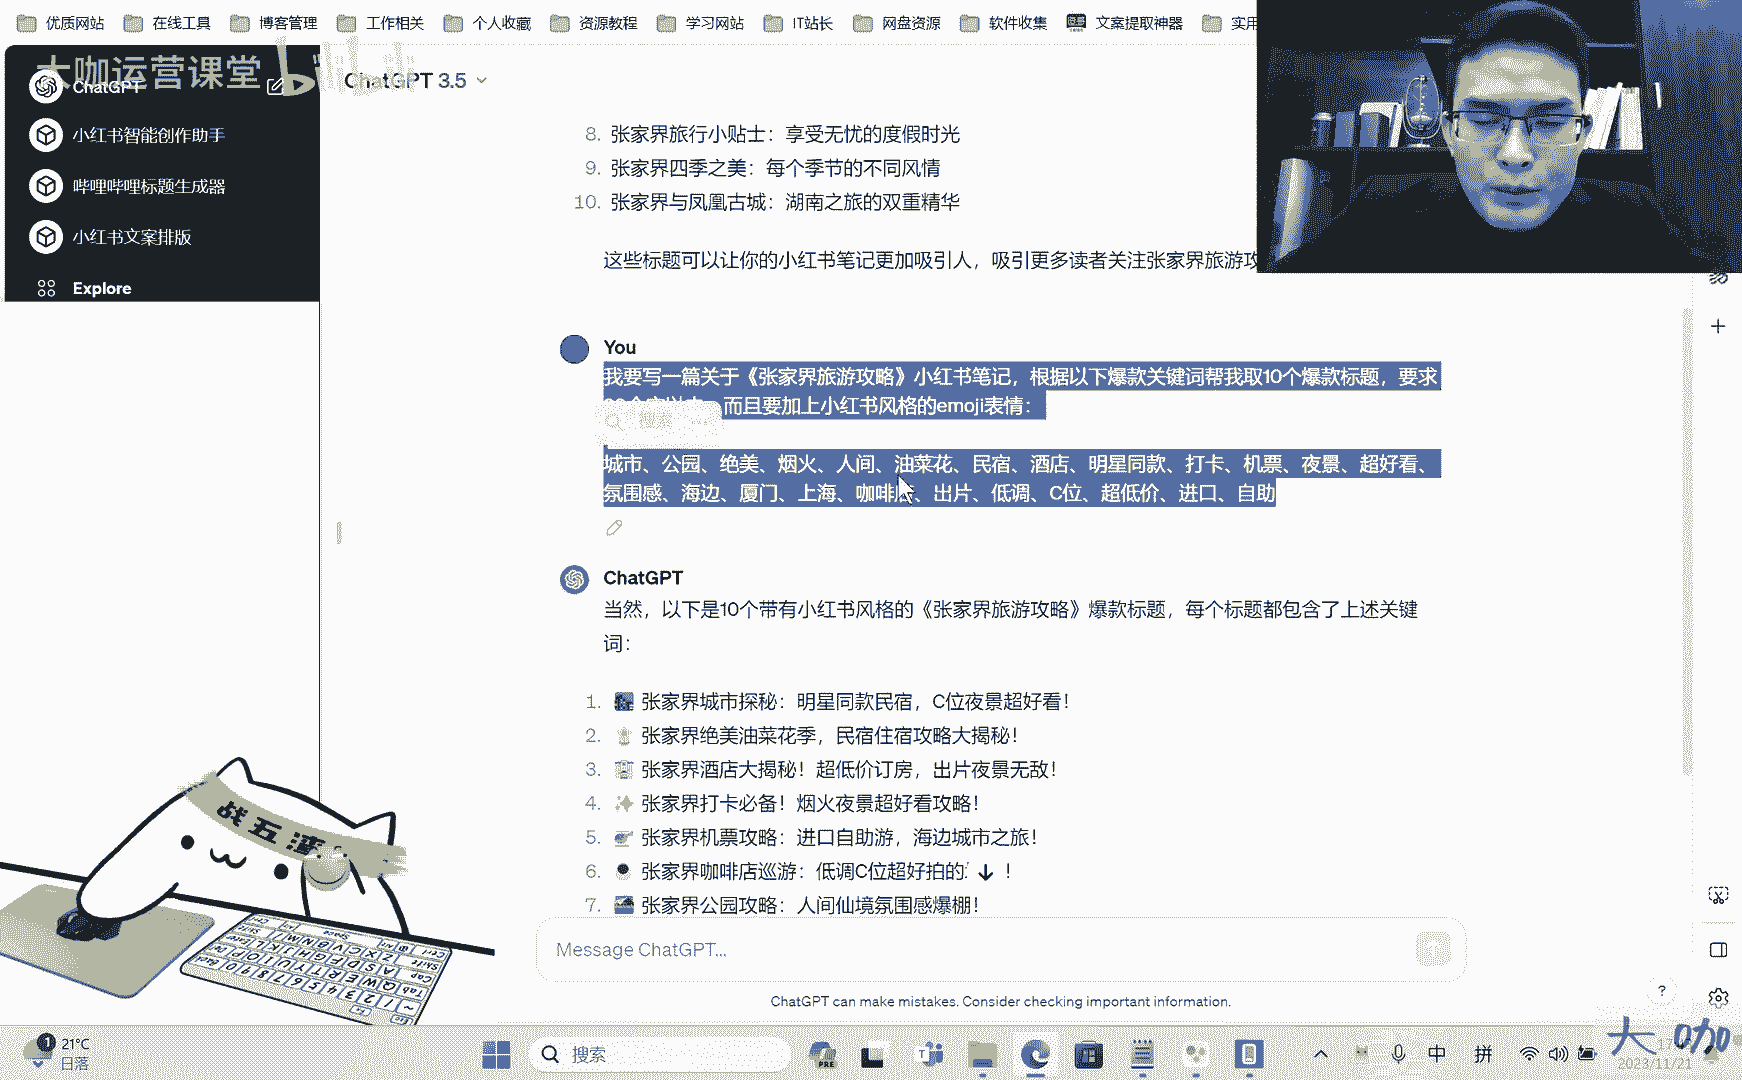 优质网站 在线工具 博客管理 工作相关 个人收藏 资源教程 学习网站 IT站长 网盘资源 软件收集 文案提取神器 实用
大咖运营课堂 bilibili
ChatGPT
小红书智能创作助手
哔哩哔哩标题生成器
小红书文案排版
Explore
ChatGPT 3.5
8. 张家界旅行小贴士：享受无忧的度假时光
9. 张家界四季之美：每个季节的不同风情
10. 张家界与凤凰古城：湖南之旅的双重精华
这些标题可以让你的小红书笔记更加吸引人，吸引更多读者关注张家界旅游攻
You
我要写一篇关于《张家界旅游攻略》小红书笔记，根据以下爆款关键词帮我取10个爆款标题，要求
而且要加上小红书风格的emoji表情：
搜索
城市、公园、绝美、烟火、人间、油菜花、民宿、酒店、明星同款、打卡、机票、夜景、超好看、
氛围感、海边、厦门、上海、咖啡店、出片、低调、C位、超低价、进口、自助
ChatGPT
当然，以下是10个带有小红书风格的《张家界旅游攻略》爆款标题，每个标题都包含了上述关键
词：
1. 🌆 张家界城市探秘：明星同款民宿，C位夜景超好看！
2. 张家界绝美油菜花季，民宿住宿攻略大揭秘！
3. 🏨 张家界酒店大揭秘！超低价订房，出片夜景无敌！
4. ✨ 张家界打卡必备！烟火夜景超好看攻略！
5. 张家界机票攻略：进口自助游，海边城市之旅！
6. 张家界咖啡店巡游：低调C位超好拍的 ！
7. 张家界公园攻略：人间仙境氛围感爆棚！
Message ChatGPT...
ChatGPT can make mistakes. Consider checking important information.
?
战五渣
1
21°C
日落
搜索
PRE
中
拼
大咖
2023/11/21